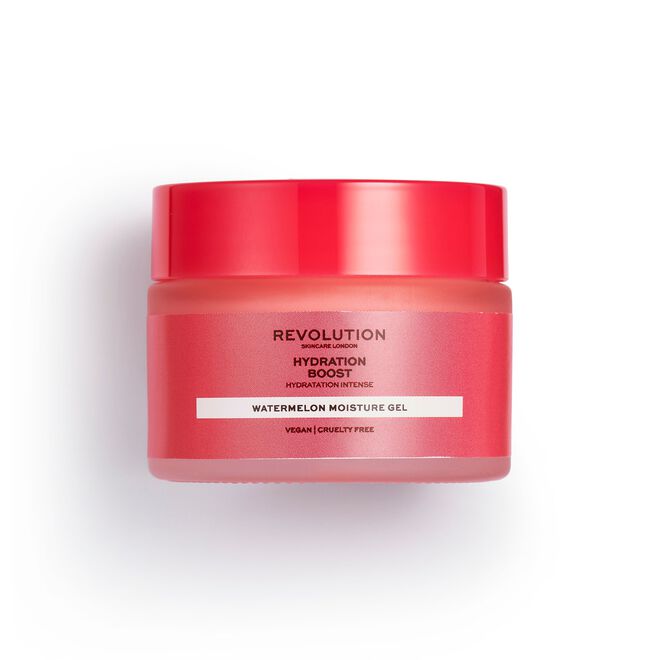 REVOLUTION
SKINCARE LONDON
HYDRATION
BOOST
HYDRATATION INTENSE
WATERMELON MOISTURE GEL
VEGAN | CRUELTY FREE